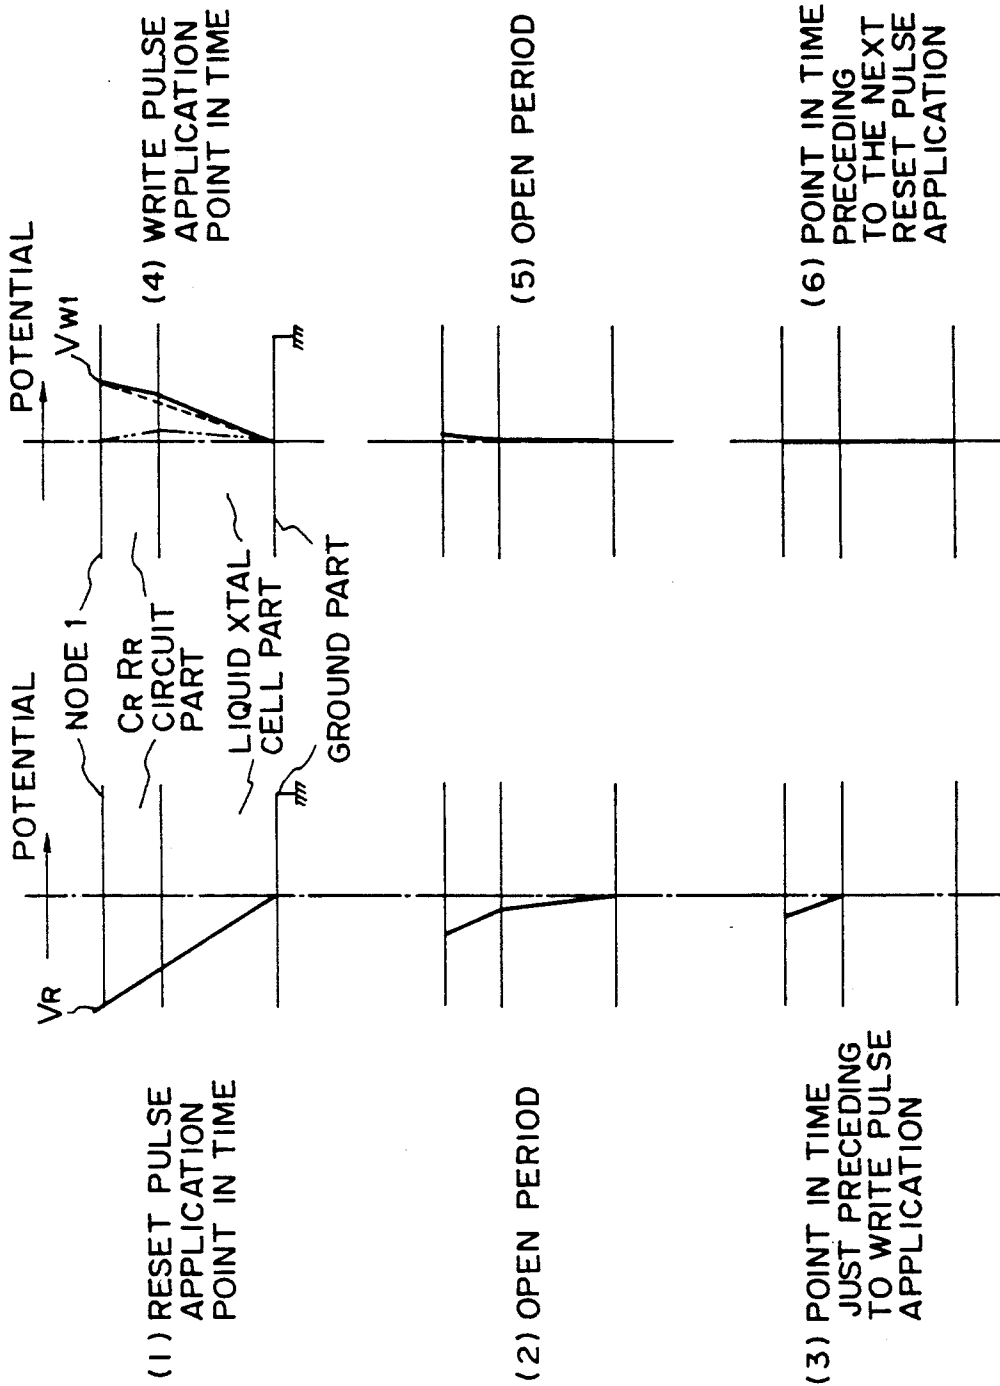 (1) RESET PULSE
APPLICATION
POINT IN TIME
VR
POTENTIAL
NODE 1
CR RR
CIRCUIT
PART
LIQUID XTAL
CELL PART
GROUND PART
POTENTIAL
VW1
(4) WRITE PULSE
APPLICATION
POINT IN TIME
(2) OPEN PERIOD
(5) OPEN PERIOD
(3) POINT IN TIME
JUST PRECEDING
TO WRITE PULSE
APPLICATION
(6) POINT IN TIME
PRECEDING
TO THE NEXT
RESET PULSE
APPLICATION